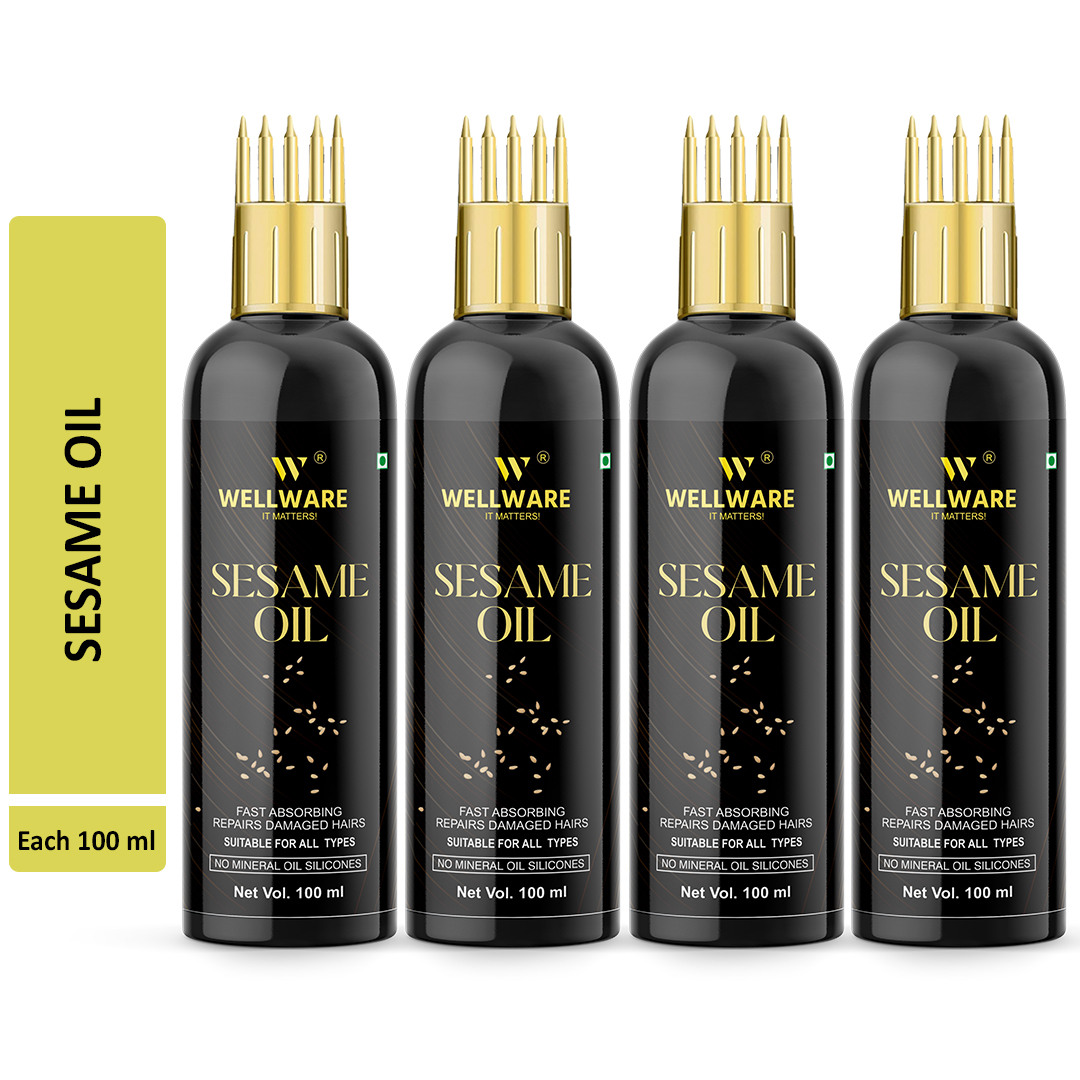 SESAME OIL
Each 100 ml
W ®
WELLWARE
IT MATTERS!
SESAME
OIL
FAST ABSORBING
REPAIRS DAMAGED HAIRS
SUITABLE FOR ALL TYPES
NO MINERAL OIL SILICONES
Net Vol. 100 ml
W ®
WELLWARE
IT MATTERS!
SESAME
OIL
FAST ABSORBING
REPAIRS DAMAGED HAIRS
SUITABLE FOR ALL TYPES
NO MINERAL OIL SILICONES
Net Vol. 100 ml
W ®
WELLWARE
IT MATTERS!
SESAME
OIL
FAST ABSORBING
REPAIRS DAMAGED HAIRS
SUITABLE FOR ALL TYPES
NO MINERAL OIL SILICONES
Net Vol. 100 ml
W ®
WELLWARE
IT MATTERS!
SESAME
OIL
FAST ABSORBING
REPAIRS DAMAGED HAIRS
SUITABLE FOR ALL TYPES
NO MINERAL OIL SILICONES
Net Vol. 100 ml